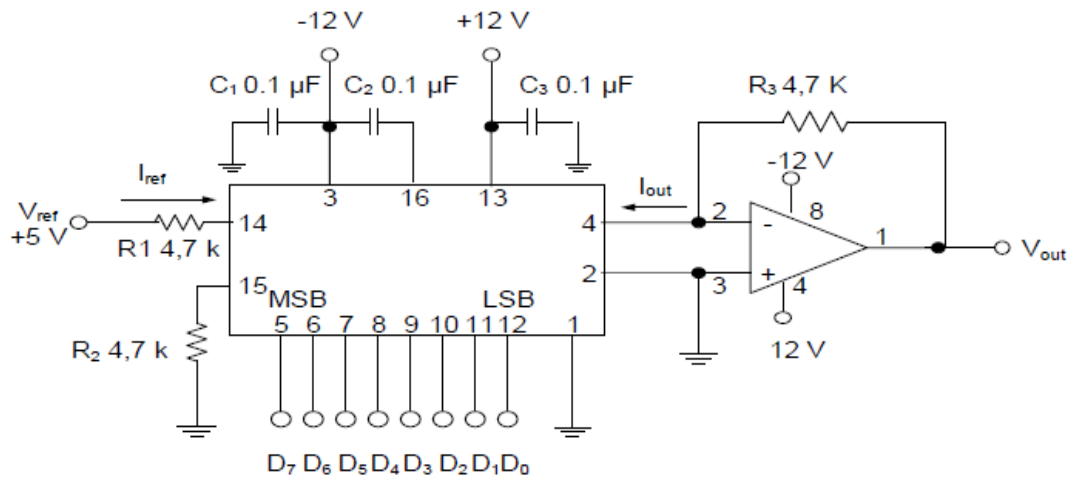 -12 V +12 V
C₁ 0.1 µF C₂ 0.1 µF C₃ 0.1 µF R₃ 4,7 K
-12 V
Iref Iout
3 16 13
8
Vref
+5 V
R1 4,7 k
14 4 2 - 1 Vout
15 2 3 + 4
MSB LSB
5 6 7 8 9 10 11 12 1
R₂ 4,7 k 12 V
D₇ D₆ D₅ D₄ D₃ D₂ D₁ D₀